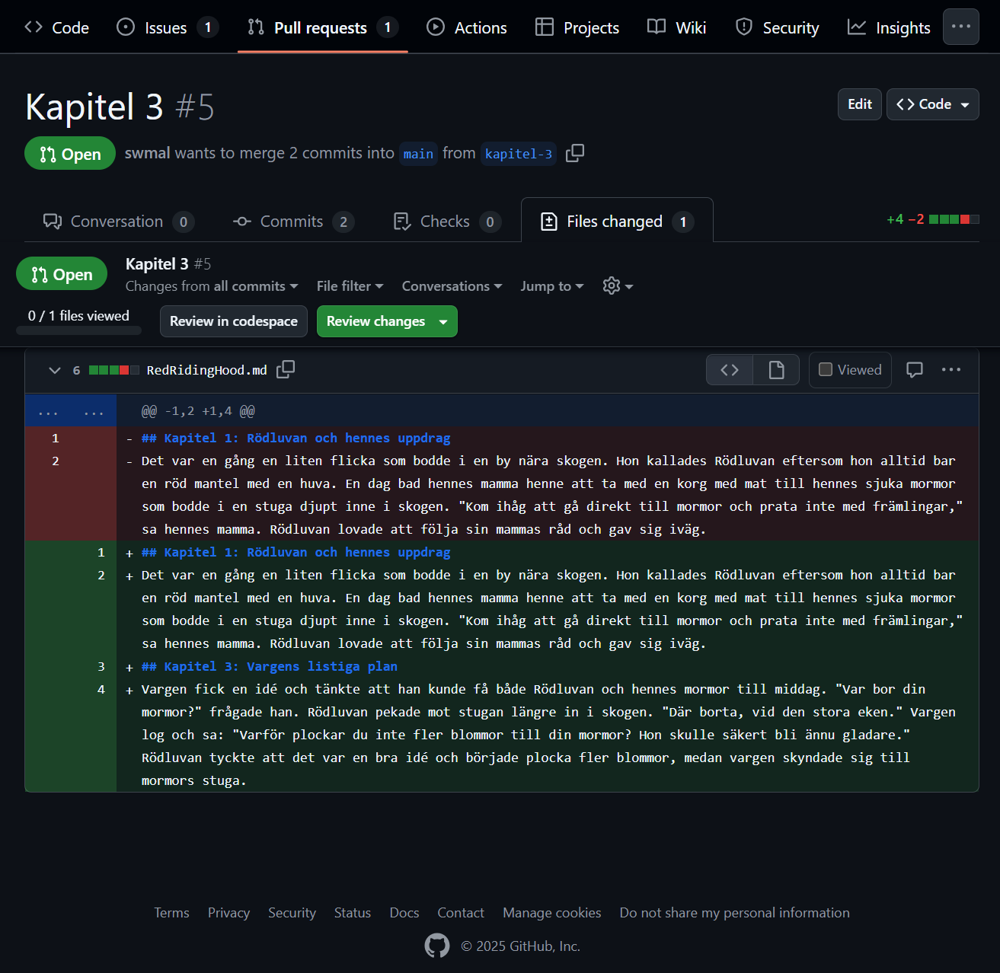 Code Issues 1 Pull requests 1 Actions Projects Wiki Security Insights
Kapitel 3 #5
Edit Code
Open swmal wants to merge 2 commits into main from kapitel-3
Conversation 0 Commits 2 Checks 0 Files changed 1 +4 −2
Open Kapitel 3 #5
Changes from all commits File filter Conversations Jump to
0 / 1 files viewed Review in codespace Review changes
6 RedRidingHood.md Viewed
... ... @@ -1,2 +1,4 @@
1 - ## Kapitel 1: Rödluvan och hennes uppdrag
2 - Det var en gång en liten flicka som bodde i en by nära skogen. Hon kallades Rödluvan eftersom hon alltid bar
en röd mantel med en huva. En dag bad hennes mamma henne att ta med en korg med mat till hennes sjuka mormor
som bodde i en stuga djupt inne i skogen. "Kom ihåg att gå direkt till mormor och prata inte med främlingar,"
sa hennes mamma. Rödluvan lovade att följa sin mammas råd och gav sig iväg.
1 + ## Kapitel 1: Rödluvan och hennes uppdrag
2 + Det var en gång en liten flicka som bodde i en by nära skogen. Hon kallades Rödluvan eftersom hon alltid bar
en röd mantel med en huva. En dag bad hennes mamma henne att ta med en korg med mat till hennes sjuka mormor
som bodde i en stuga djupt inne i skogen. "Kom ihåg att gå direkt till mormor och prata inte med främlingar,"
sa hennes mamma. Rödluvan lovade att följa sin mammas råd och gav sig iväg.
3 + ## Kapitel 3: Vargens listiga plan
4 + Vargen fick en idé och tänkte att han kunde få både Rödluvan och hennes mormor till middag. "Var bor din
mormor?" frågade han. Rödluvan pekade mot stugan längre in i skogen. "Där borta, vid den stora eken." Vargen
log och sa: "Varför plockar du inte fler blommor till din mormor? Hon skulle säkert bli ännu gladare."
Rödluvan tyckte att det var en bra idé och började plocka fler blommor, medan vargen skyndade sig till
mormors stuga.
Terms Privacy Security Status Docs Contact Manage cookies Do not share my personal information
© 2025 GitHub, Inc.